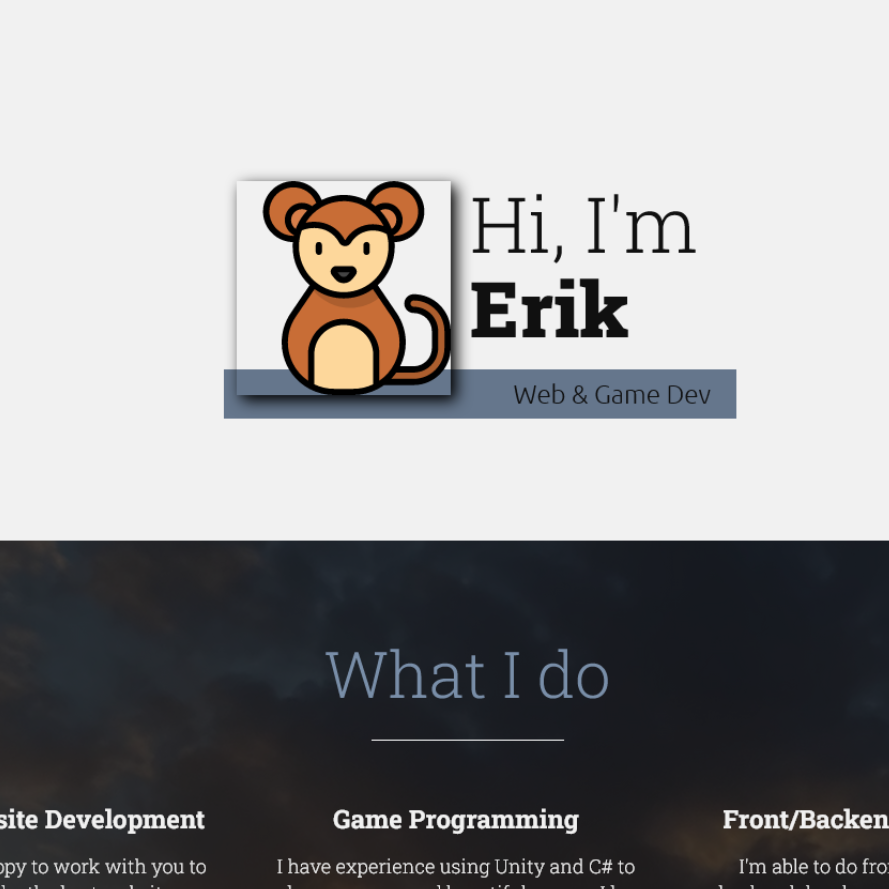 Hi, I'm
Erik
Web & Game Dev
What I do
site Development
Game Programming
Front/Backen
ppy to work with you to
I have experience using Unity and C# to
I'm able to do fro